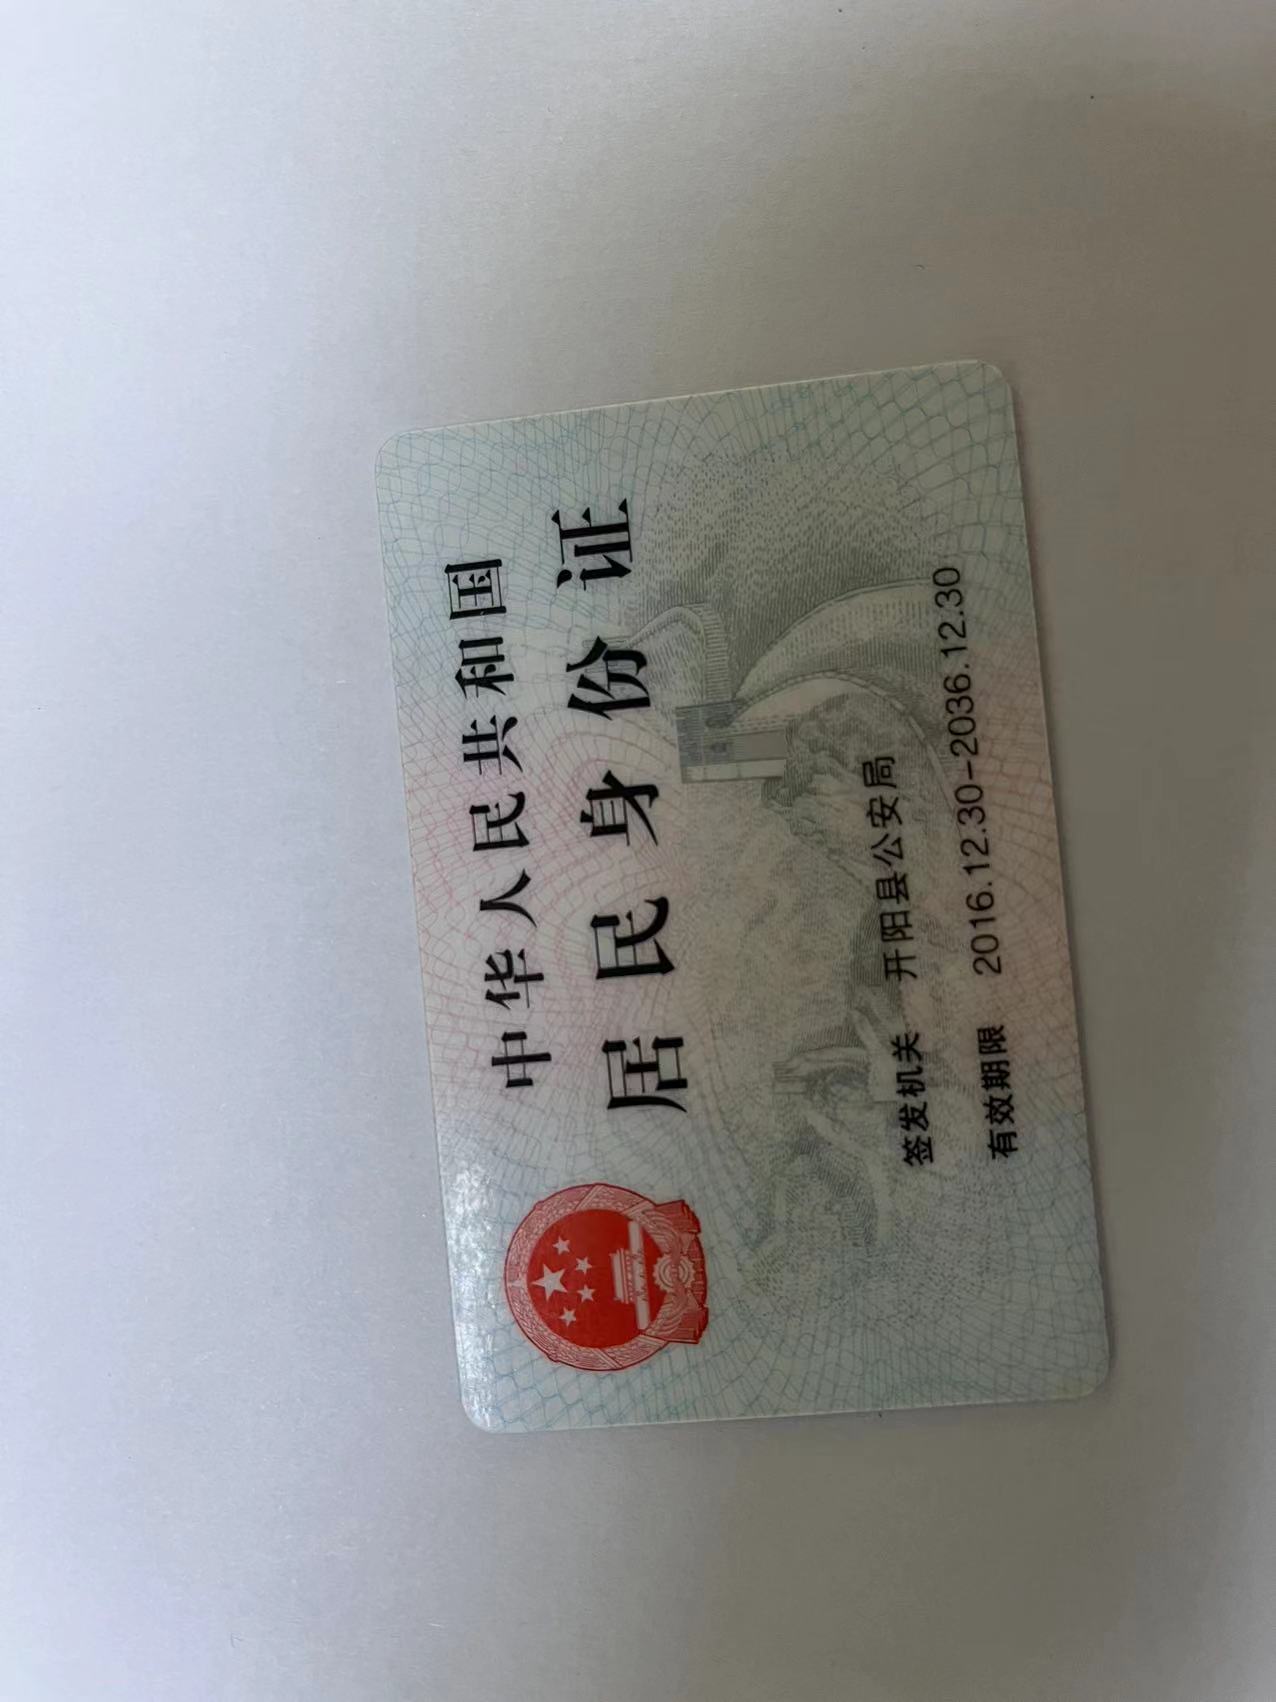 中华人民共和国
居民身份证
签发机关 开阳县公安局
有效期限 2016.12.30-2036.12.30